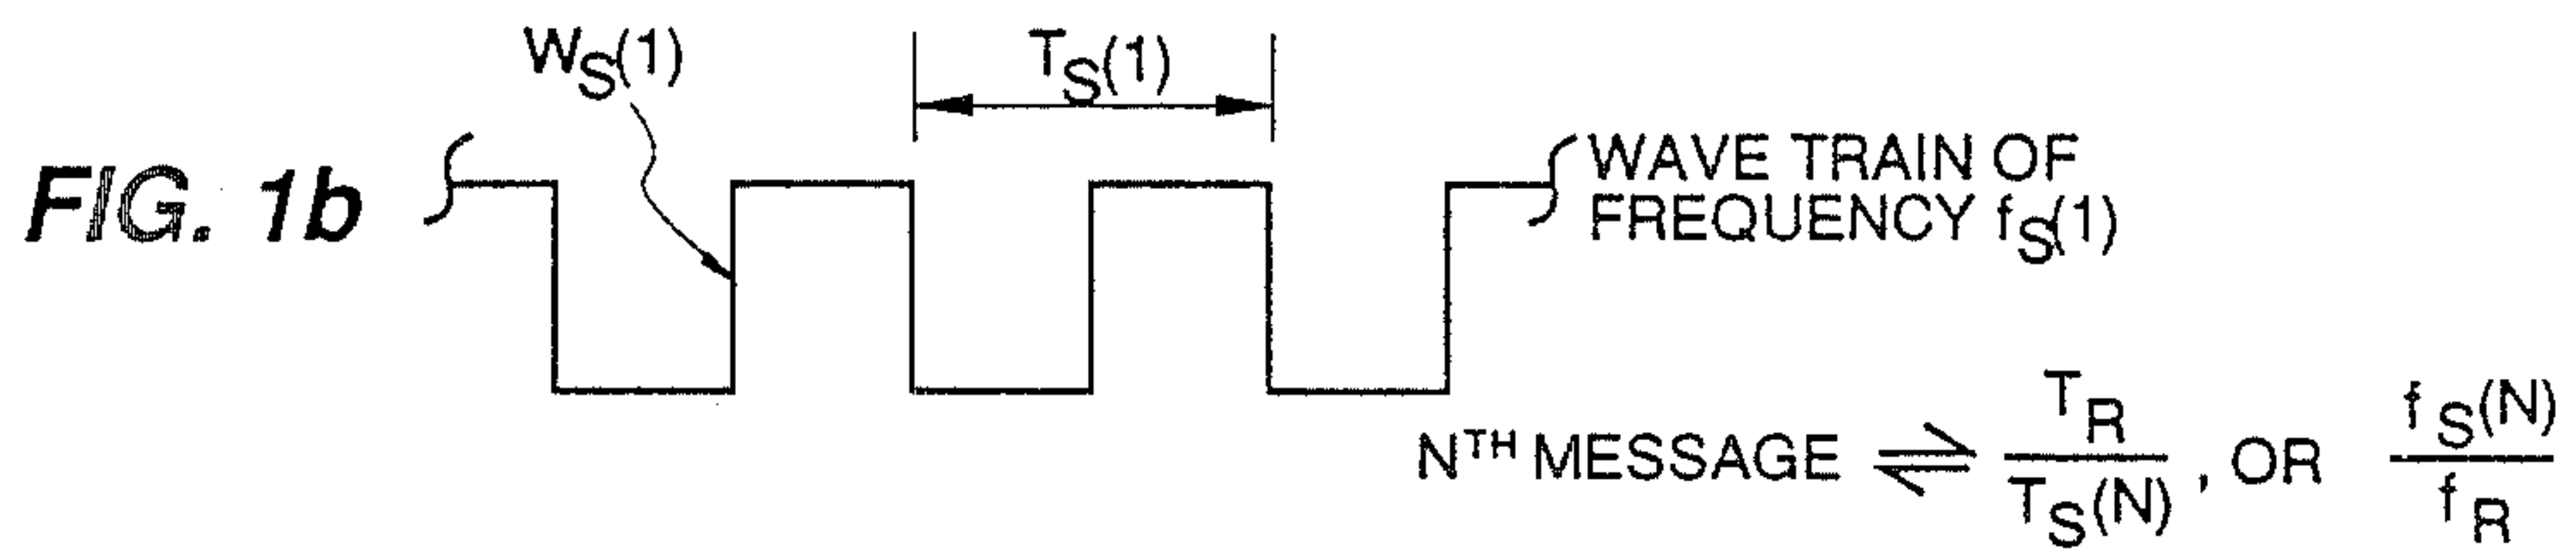 W_S(1)
T_S(1)
FIG. 1b
WAVE TRAIN OF
FREQUENCY f_S(1)
N^TH MESSAGE ⇌ T_R / T_S(N), OR f_S(N) / f_R